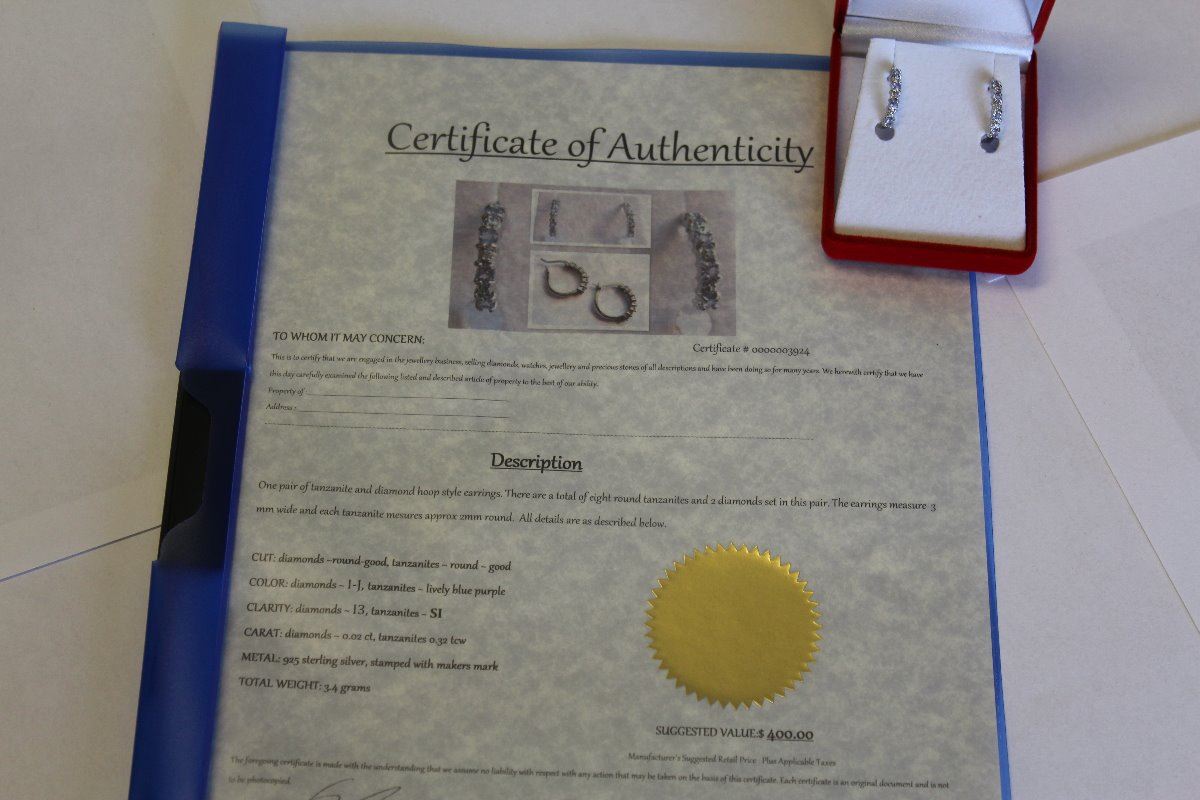 Certificate of Authenticity
TO WHOM IT MAY CONCERN:
Certificate # 0000003924
This is to certify that we are engaged in the jewellery business, selling diamonds, watches, jewellery and precious stones of all descriptions and have been doing so for many years. We herewith certify that we have
this day carefully examined the following listed and described article of property to the best of our ability.
Property of :
Address :
Description
One pair of tanzanite and diamond hoop style earrings. There are a total of eight round tanzanites and 2 diamonds set in this pair. The earrings measure 3
mm wide and each tanzanite mesures approx 2mm round. All details are as described below.
CUT: diamonds –round-good, tanzanites – round – good
COLOR: diamonds – I-J, tanzanites – lively blue purple
CLARITY: diamonds – I3, tanzanites – SI
CARAT: diamonds – 0.02 ct, tanzanites 0.32 tcw
METAL: 925 sterling silver, stamped with makers mark
TOTAL WEIGHT: 3.4 grams
SUGGESTED VALUE:$ 400.00
Manufacturer's Suggested Retail Price Plus Applicable Taxes
The foregoing certificate is made with the understanding that we assume no liability with respect with any action that may be taken on the basis of this certificate. Each certificate is an original document and is not
to be photocopied.